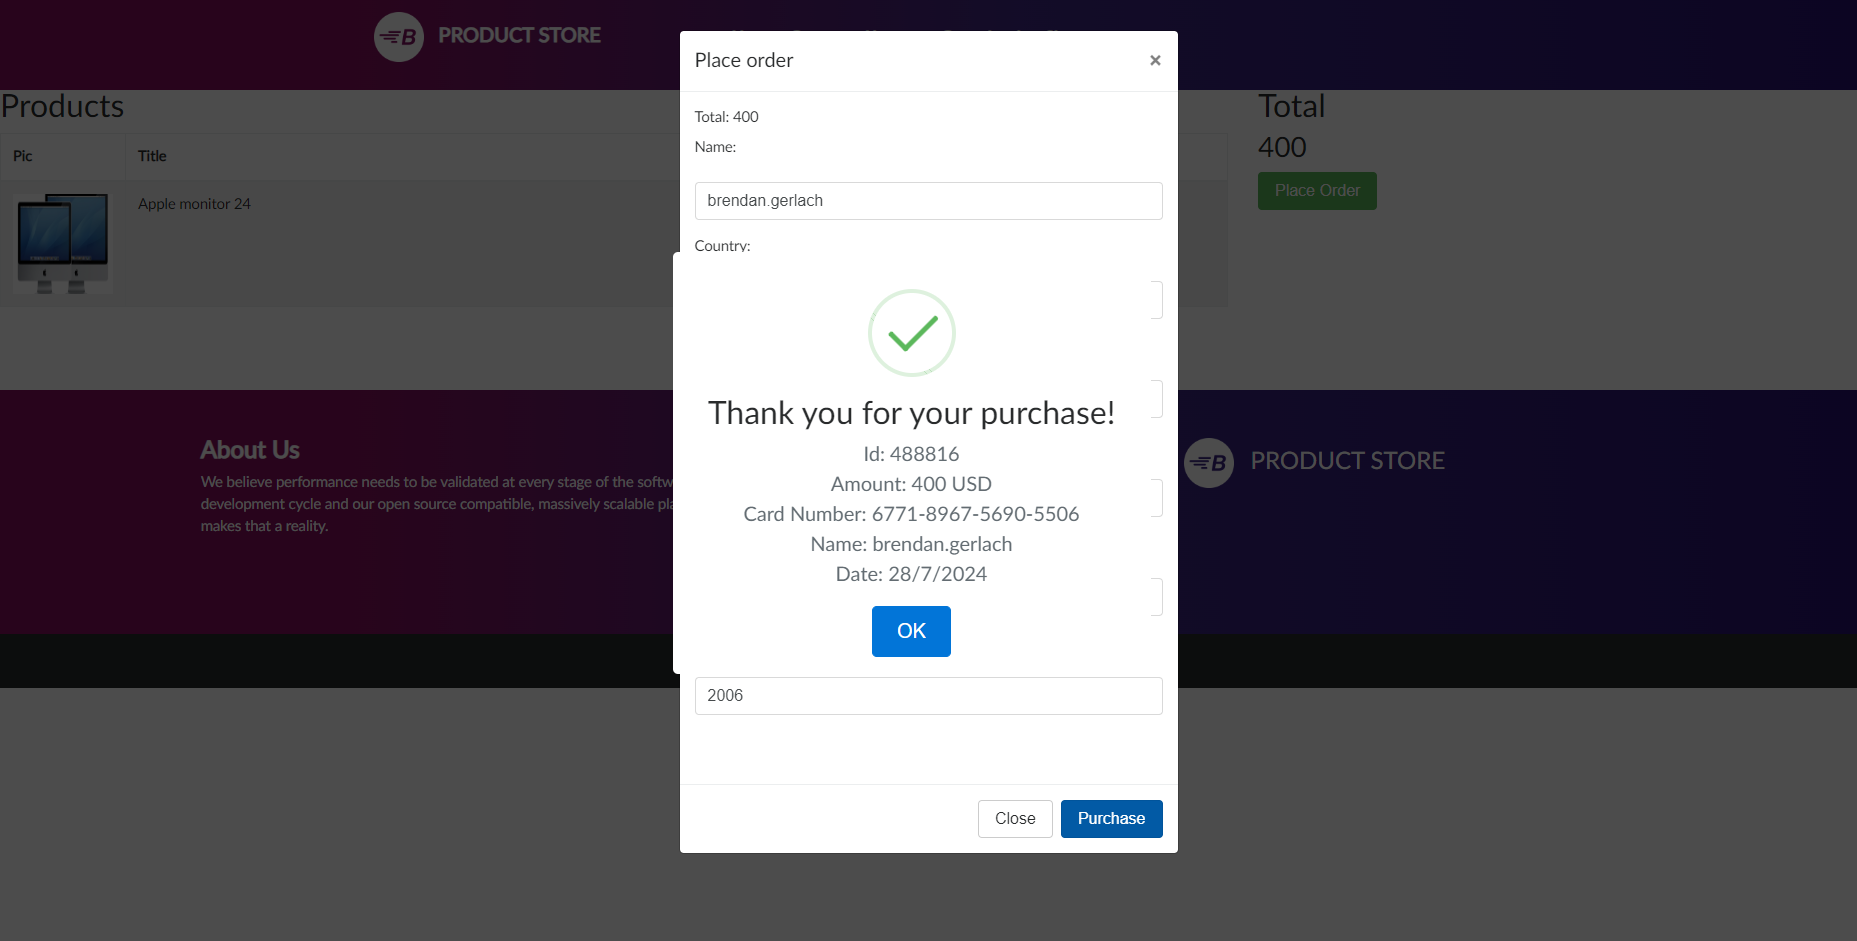 B PRODUCT STORE
Place order ×
Products
Total
400
Place Order
Pic Title
Apple monitor 24
Total: 400
Name:
brendan.gerlach
Country:
Thank you for your purchase!
Id: 488816
Amount: 400 USD
Card Number: 6771-8967-5690-5506
Name: brendan.gerlach
Date: 28/7/2024
OK
2006
Close Purchase
About Us
We believe performance needs to be validated at every stage of the softw
development cycle and our open source compatible, massively scalable pla
makes that a reality.
B PRODUCT STORE